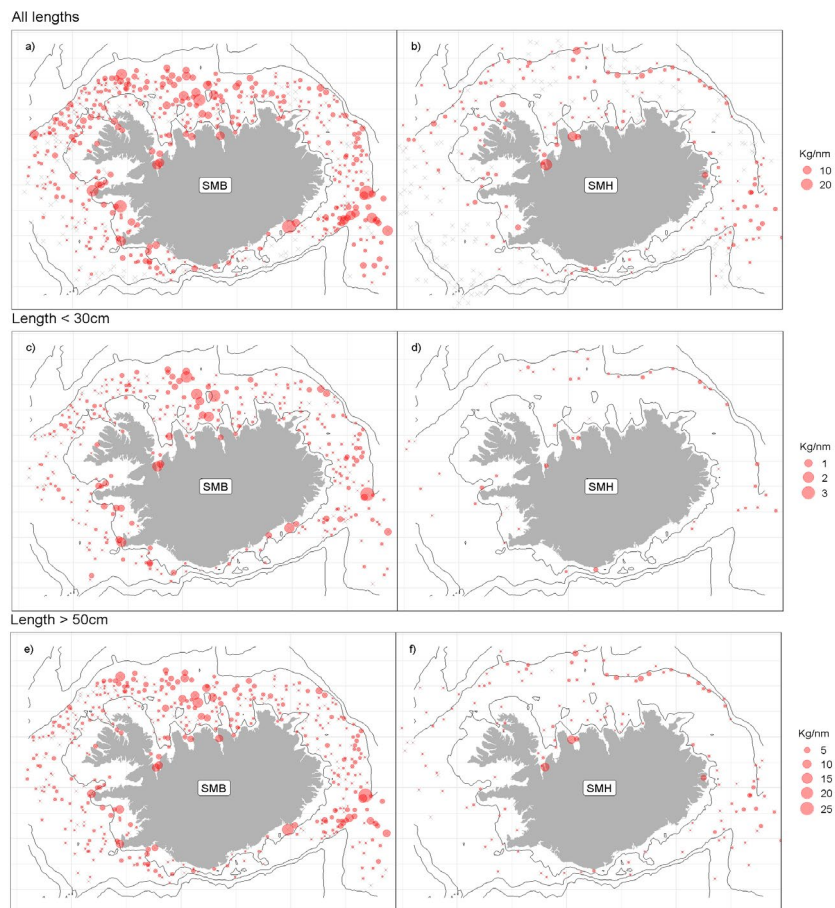 All lengths
a)
b)
SMB
SMH
Kg/nm
10
20
Length < 30cm
c)
d)
SMB
SMH
Kg/nm
1
2
3
Length > 50cm
e)
f)
SMB
SMH
Kg/nm
5
10
15
20
25